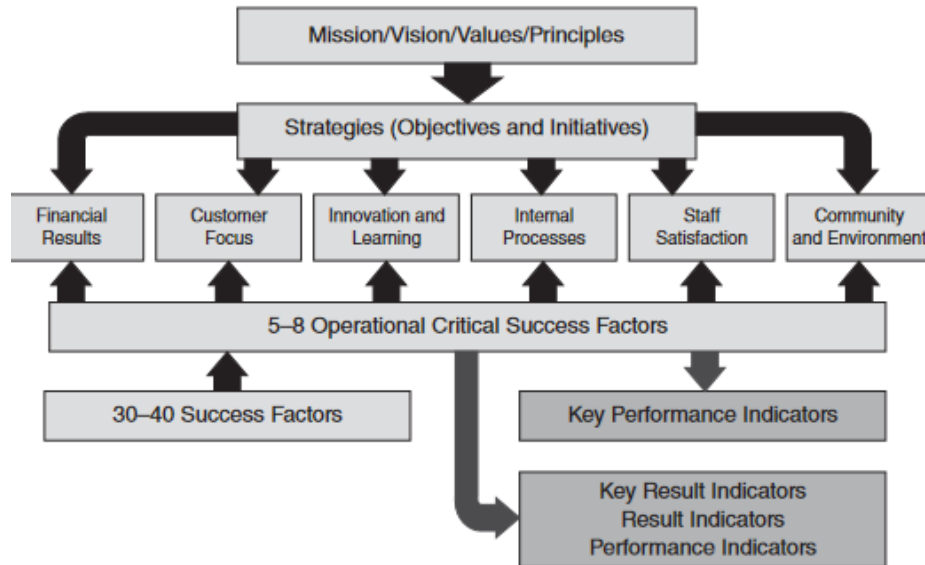 Mission/Vision/Values/Principles
Strategies (Objectives and Initiatives)
Financial
Results
Customer
Focus
Innovation and
Learning
Internal
Processes
Staff
Satisfaction
Community
and Environment
5–8 Operational Critical Success Factors
30–40 Success Factors
Key Performance Indicators
Key Result Indicators
Result Indicators
Performance Indicators